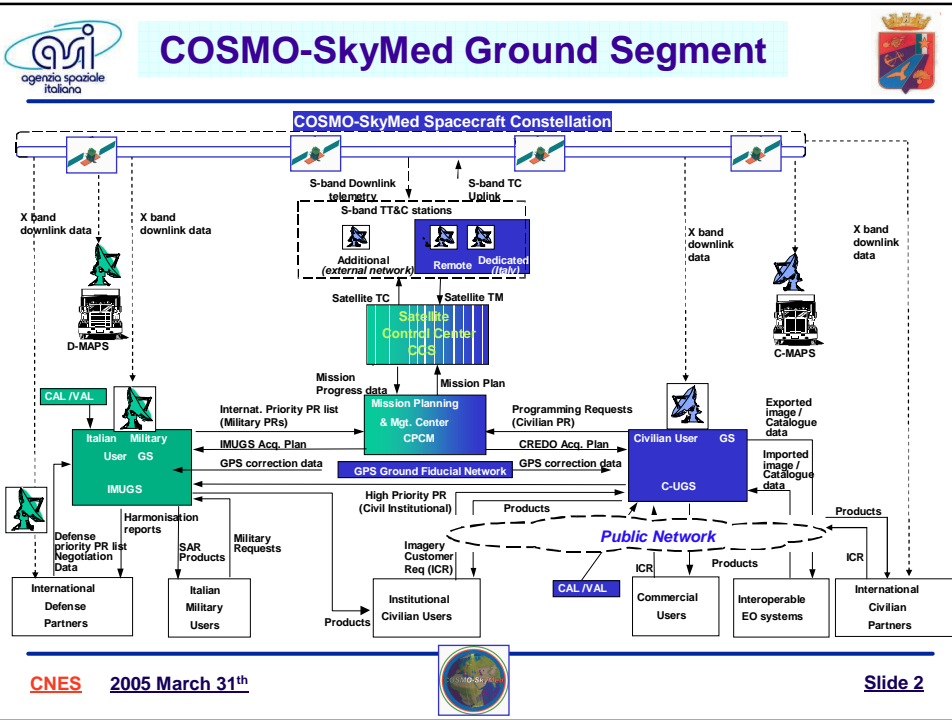 asi
agenzia spaziale
italiana
COSMO-SkyMed Ground Segment
COSMO-SkyMed Spacecraft Constellation
S-band Downlink
telemetry
S-band TC
Uplink
S-band TT&C stations
X band
downlink data
X band
downlink data
X band
downlink
data
X band
downlink
data
Additional
(external network)
Remote
Dedicated
(Italy)
D-MAPS
C-MAPS
Satellite TC
Satellite TM
Satellite
Control Center
CCS
Mission
Progress data
Mission Plan
CAL /VAL
Internat. Priority PR list
(Military PRs)
Mission Planning
& Mgt. Center
CPCM
Programming Requests
(Civilian PR)
Exported
image /
Catalogue
data
Italian Military
User GS
IMUGS
IMUGS Acq. Plan
CREDO Acq. Plan
Civilian User GS
C-UGS
GPS correction data
GPS Ground Fiducial Network
GPS correction data
Imported
image /
Catalogue
data
High Priority PR
(Civil Institutional)
Products
Products
Harmonisation
reports
Defense
priority PR list
Negotiation
Data
SAR
Products
Military
Requests
Public Network
Imagery
Customer
Req (ICR)
CAL /VAL
ICR
Products
ICR
International
Defense
Partners
Italian
Military
Users
Products
Institutional
Civilian Users
Commercial
Users
Interoperable
EO systems
International
Civilian
Partners
CNES 2005 March 31th
COSMO-SkyMed
Slide 2